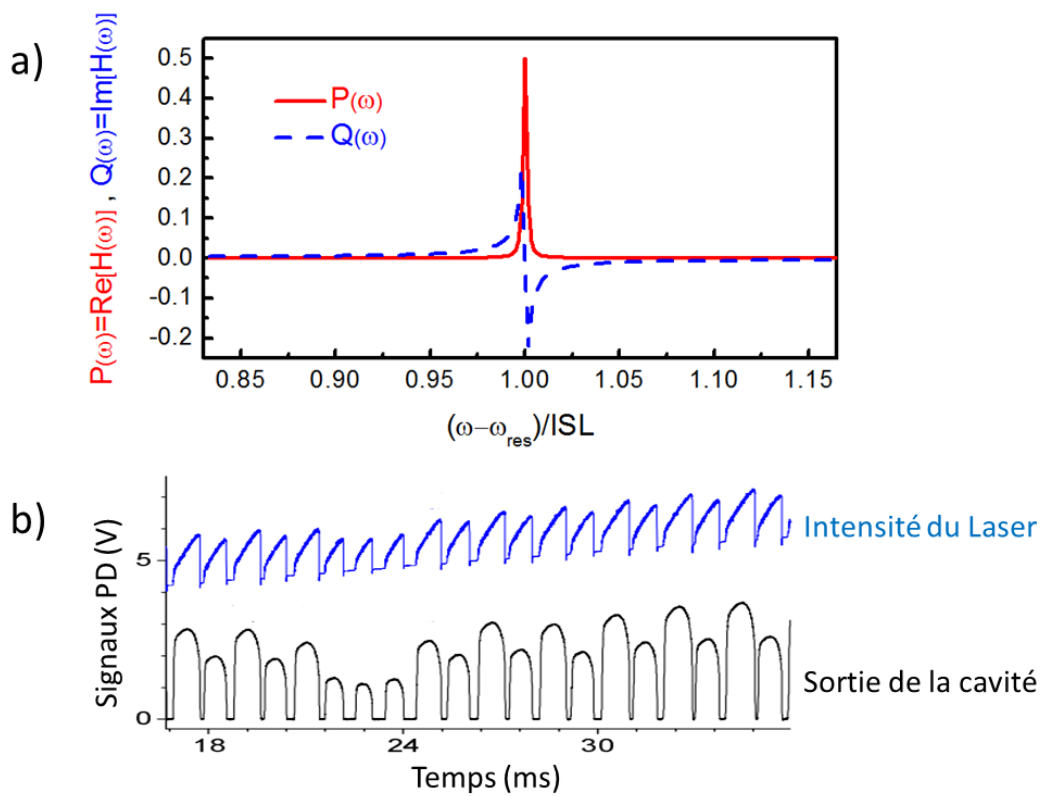 a)
P(ω)=Re[H(ω)] , Q(ω)=Im[H(ω)]
0.5
0.4
0.3
0.2
0.1
0.0
-0.1
-0.2
P(ω)
Q(ω)
0.85 0.90 0.95 1.00 1.05 1.10 1.15
(ω−ωres)/ISL
b)
Signaux PD (V)
5
0
Intensité du Laser
Sortie de la cavité
18 24 30
Temps (ms)